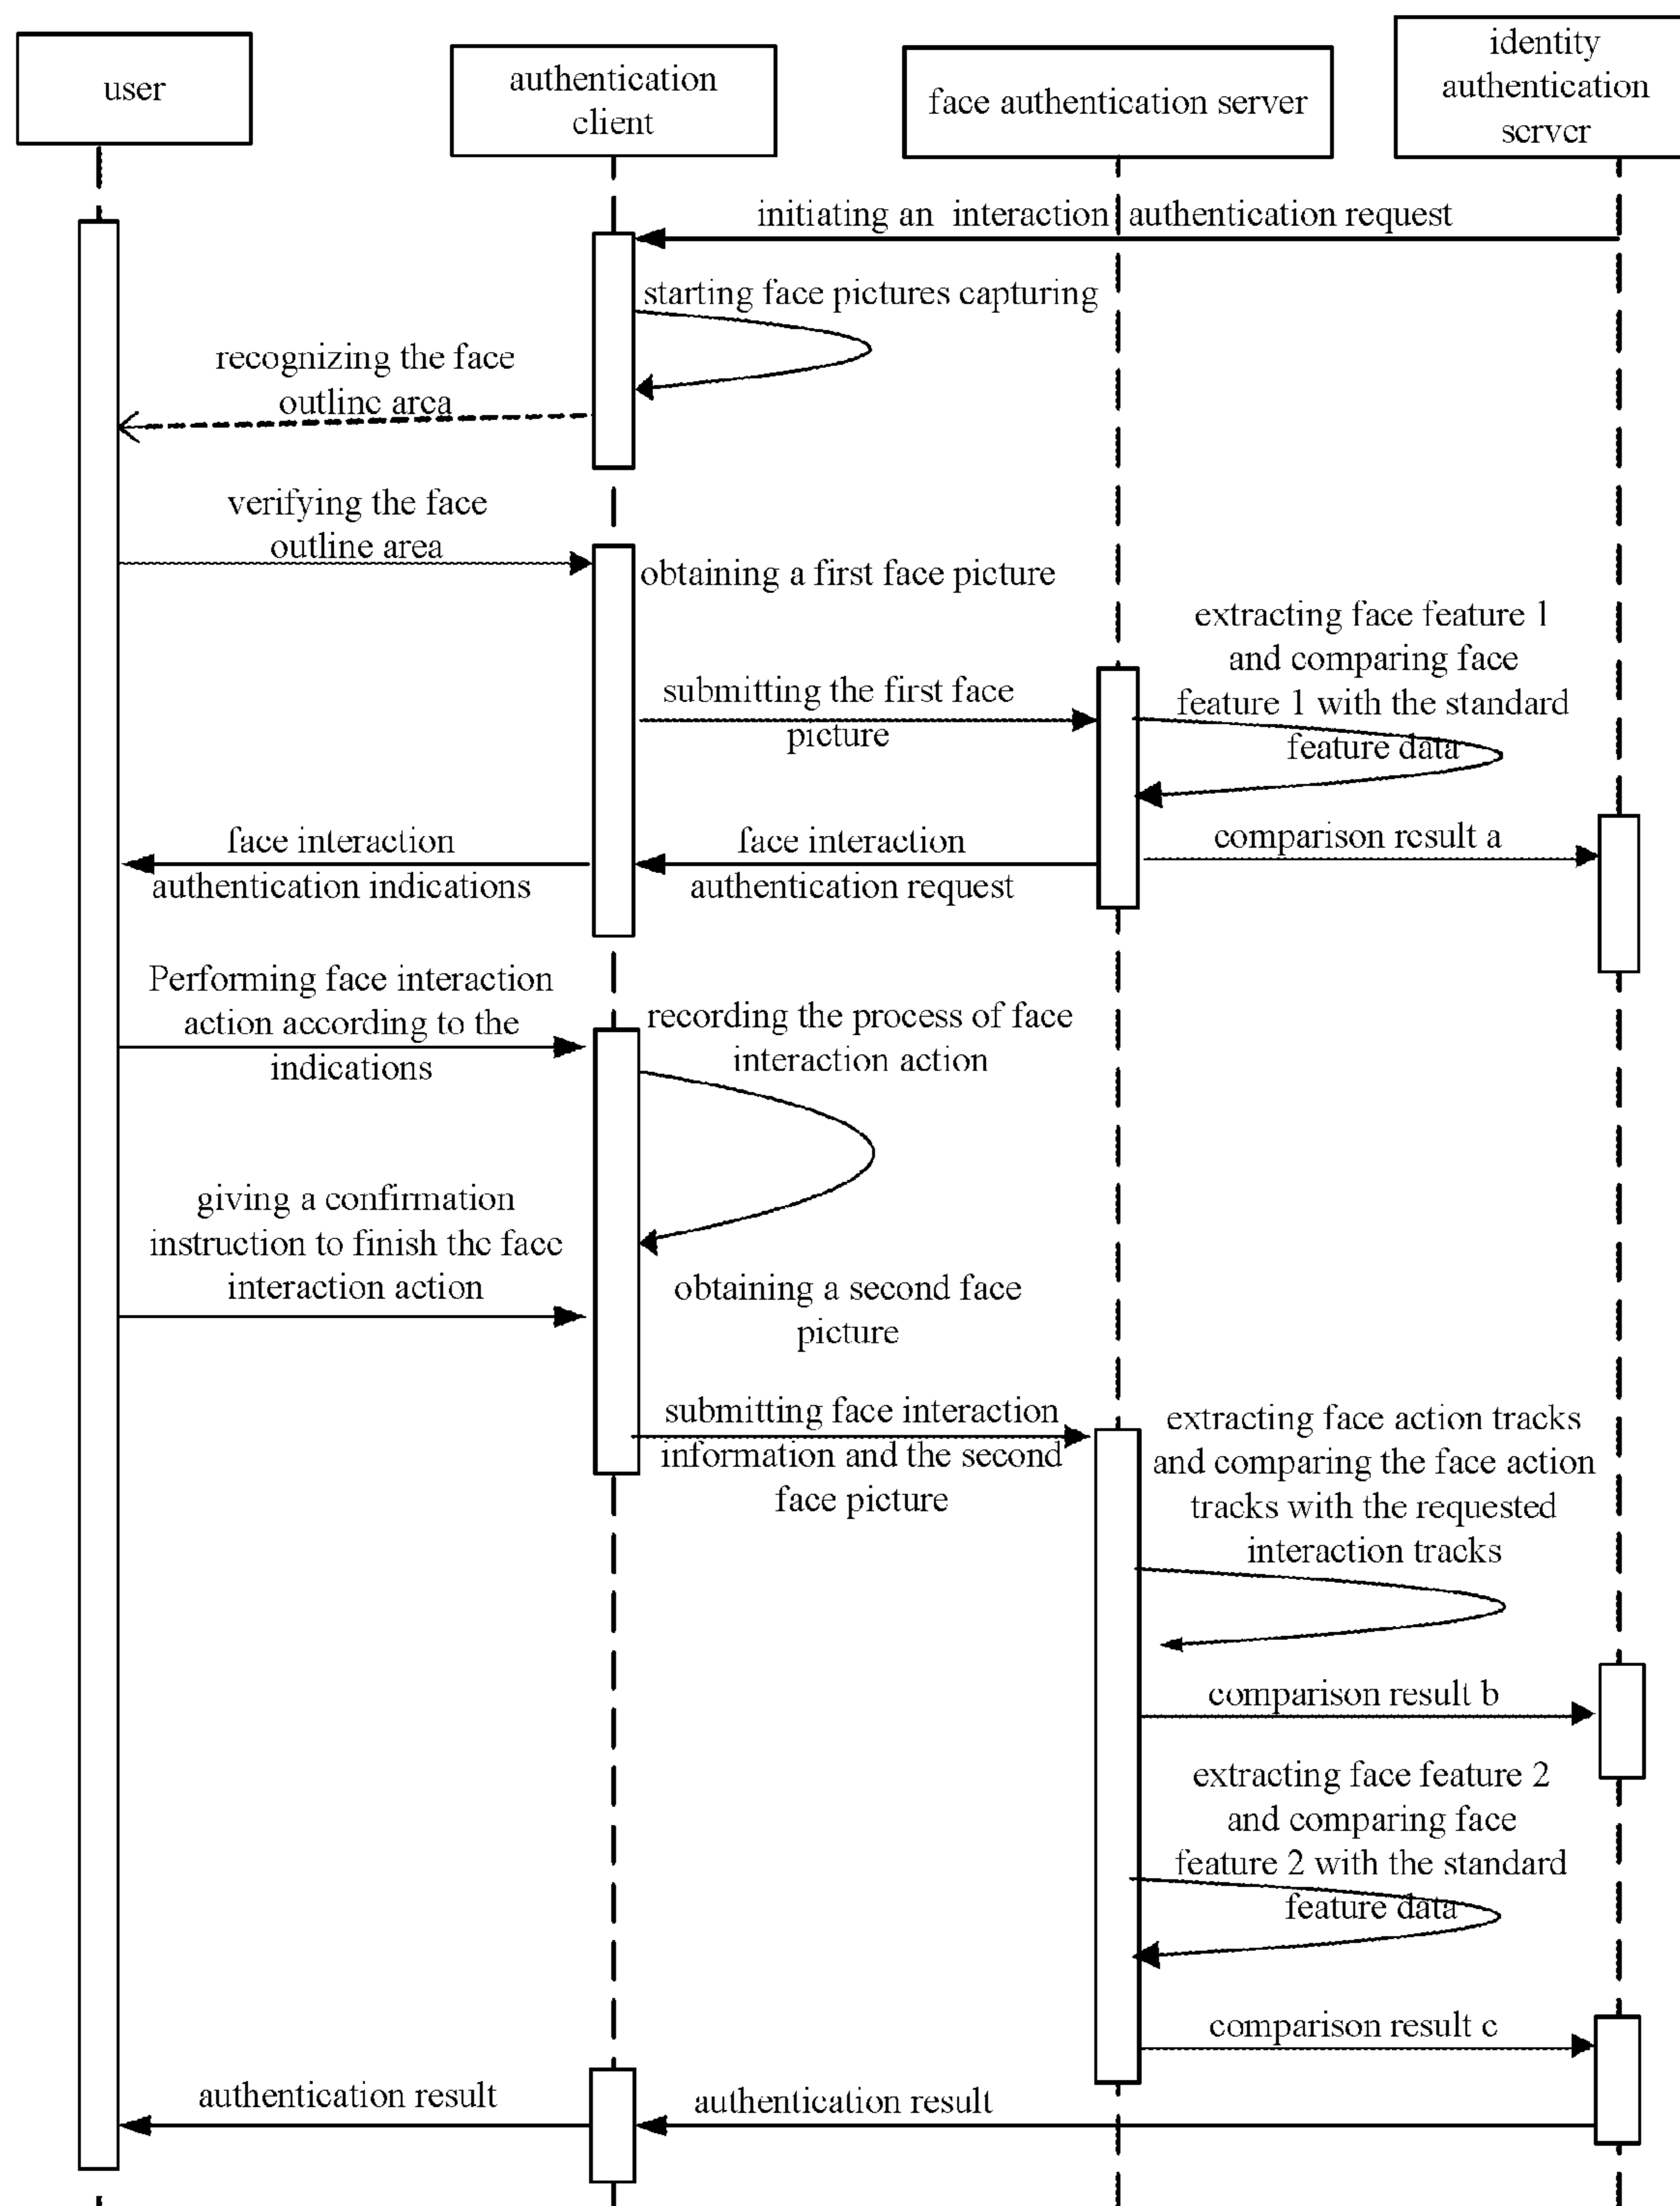 user
authentication
client
face authentication server
identity
authentication
server
initiating an interaction authentication request
starting face pictures capturing
recognizing the face
outline area
verifying the face
outline area
obtaining a first face picture
extracting face feature 1
and comparing face
feature 1 with the standard
feature data
submitting the first face
picture
face interaction
authentication indications
face interaction
authentication request
comparison result a
Performing face interaction
action according to the
indications
recording the process of face
interaction action
giving a confirmation
instruction to finish the face
interaction action
obtaining a second face
picture
submitting face interaction
information and the second
face picture
extracting face action tracks
and comparing the face action
tracks with the requested
interaction tracks
comparison result b
extracting face feature 2
and comparing face
feature 2 with the standard
feature data
comparison result c
authentication result
authentication result